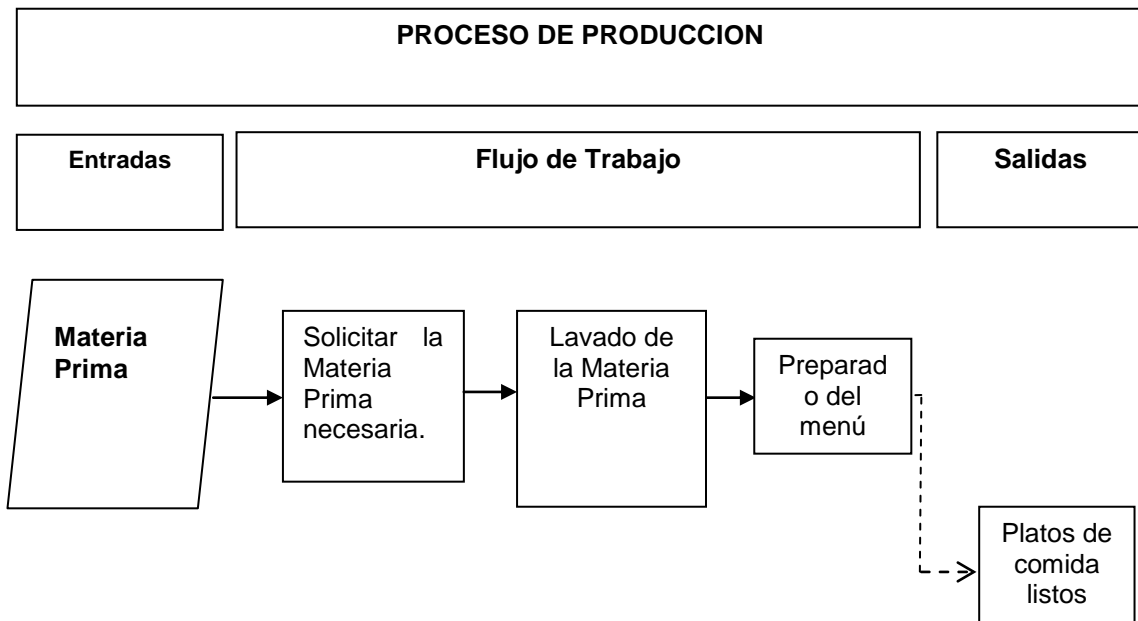 PROCESO DE PRODUCCION
Entradas
Flujo de Trabajo
Salidas
Materia
Prima
Solicitar la
Materia
Prima
necesaria.
Lavado de
la Materia
Prima
Preparad
o del
menú
Platos de
comida
listos